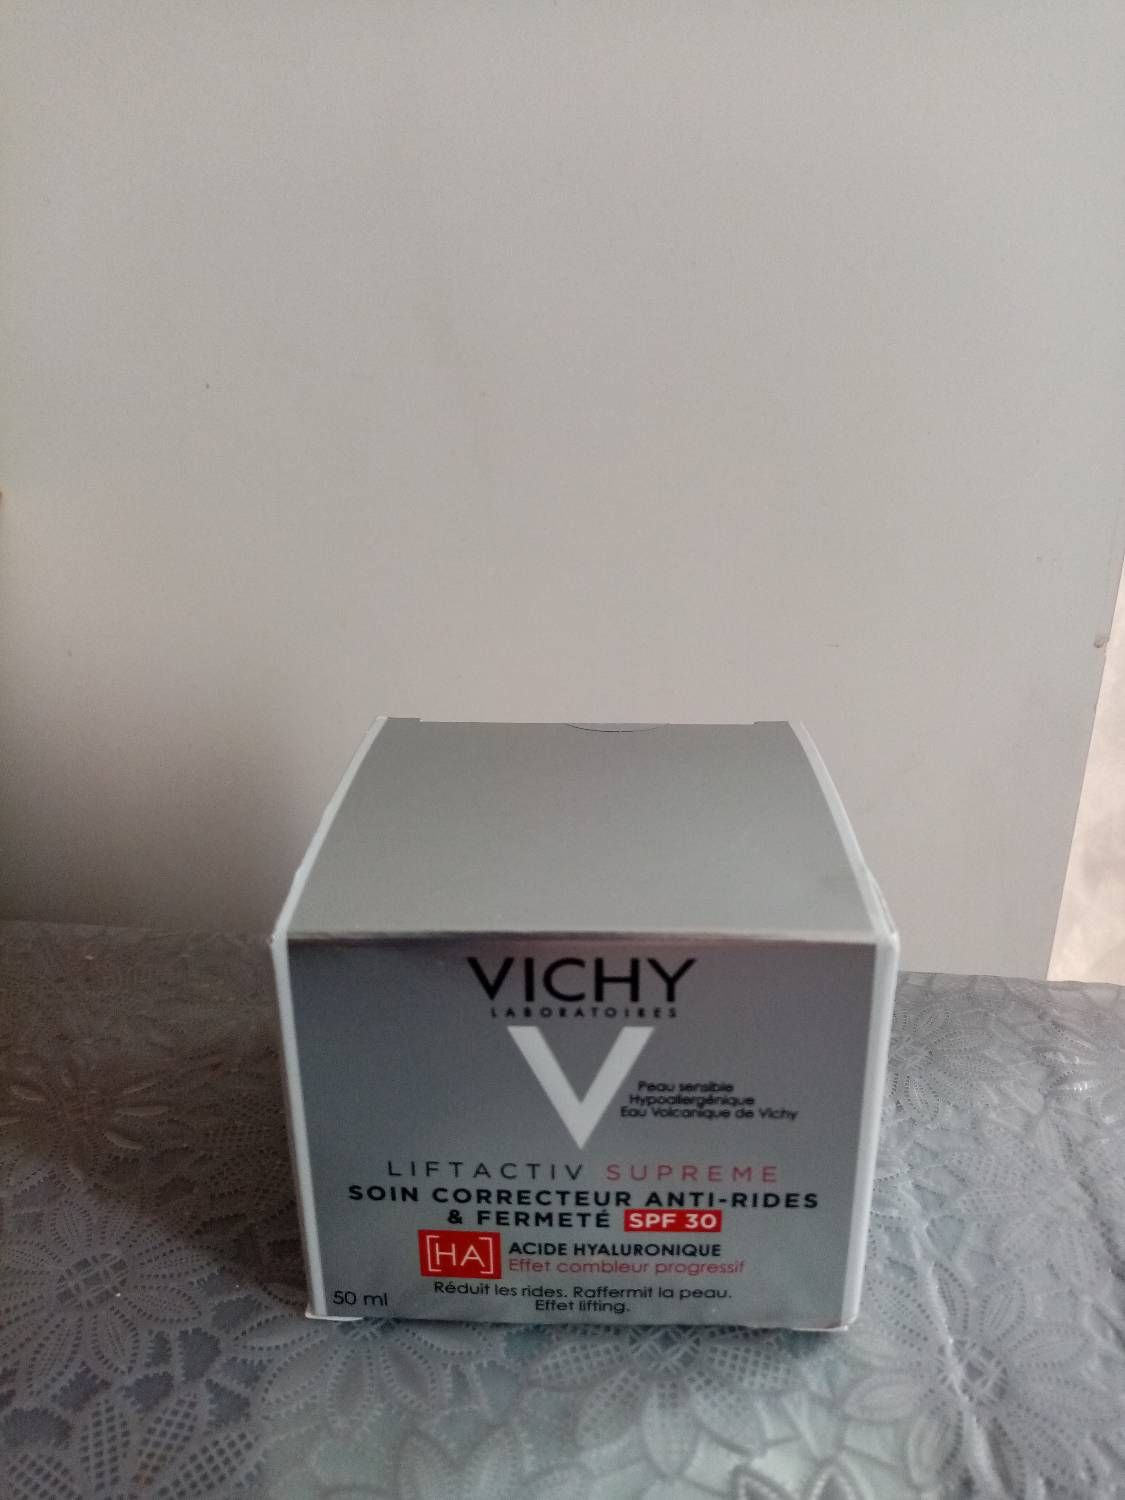 VICHY
LABORATOIRES
Peau sensible
Hypoallergénique
Eau Volcanique de Vichy
LIFTACTIV SUPREME
SOIN CORRECTEUR ANTI-RIDES
& FERMETÉ SPF 30
[HA] ACIDE HYALURONIQUE
Effet combleur progressif
Réduit les rides. Raffermit la peau.
Effet lifting.
50 ml